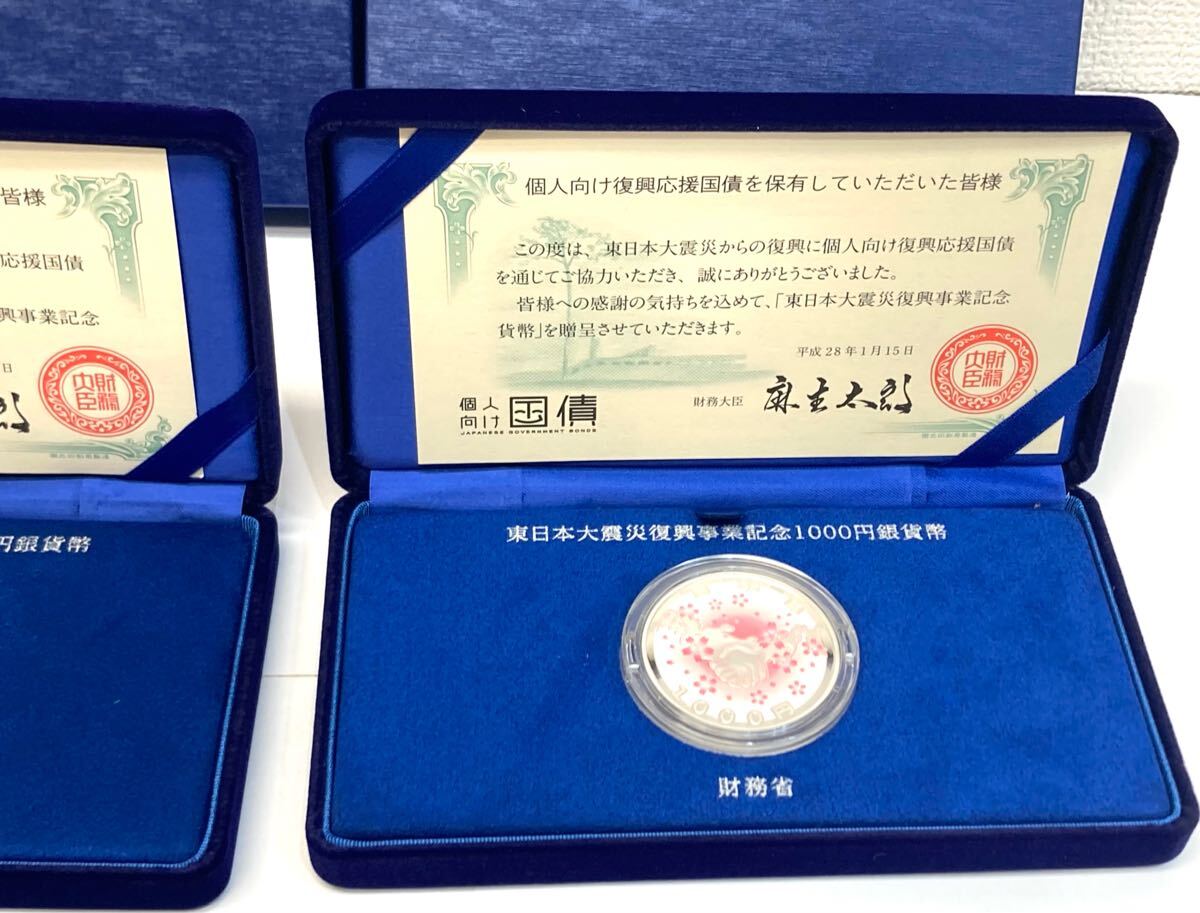 皆様
応援国債
興事業記念
日
財務
大臣
円銀貨幣
個人向け復興応援国債を保有していただいた皆様
この度は、東日本大震災からの復興に個人向け復興応援国債
を通じてご協力いただき、誠にありがとうございました。
皆様への感謝の気持ちを込めて、「東日本大震災復興事業記念
貨幣」を贈呈させていただきます。
平成28年1月15日
財務大臣 麻生太郎
財務
大臣
個人
向け
国債
JAPANESE GOVERNMENT BONDS
東日本大震災復興事業記念1000円銀貨幣
1000円
財務省